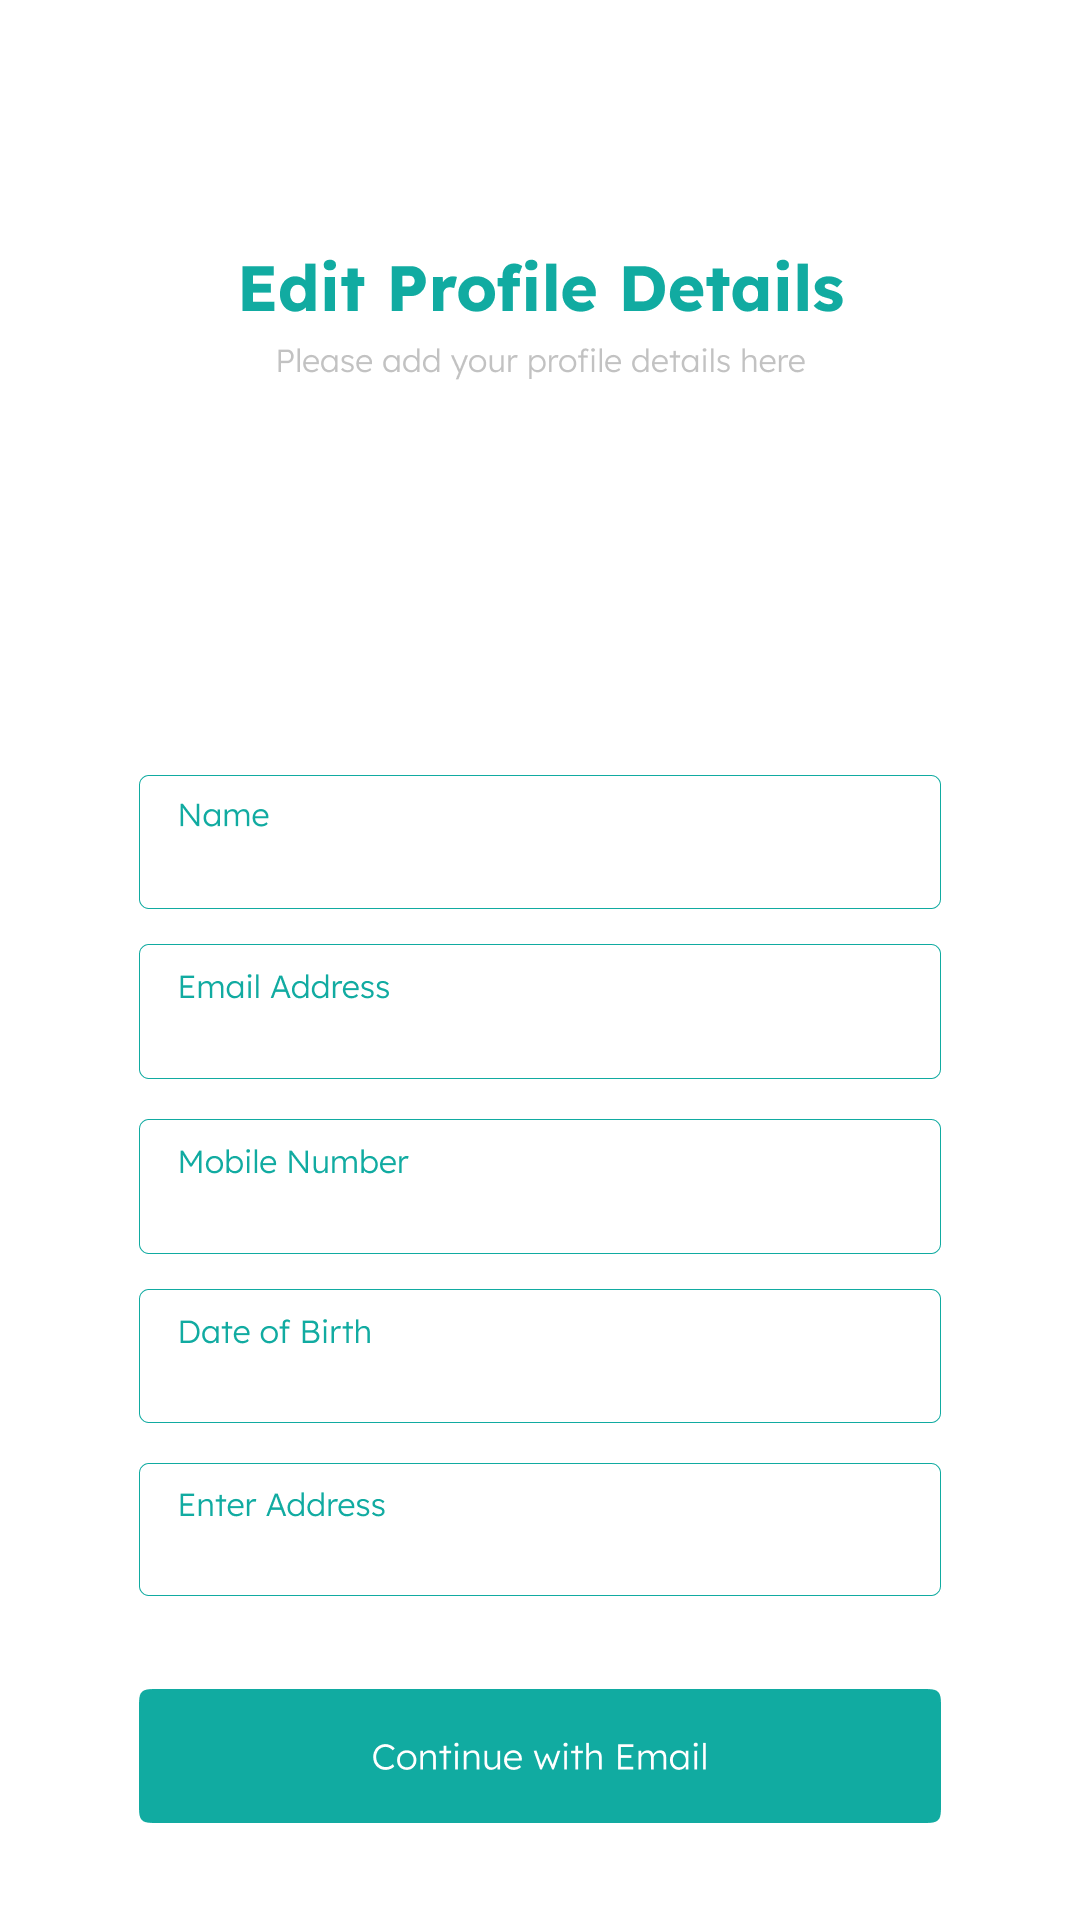 Edit Profile Details
Please add your profile details here
Name
Email Address
Mobile Number
Date of Birth
Enter Address
Continue with Email